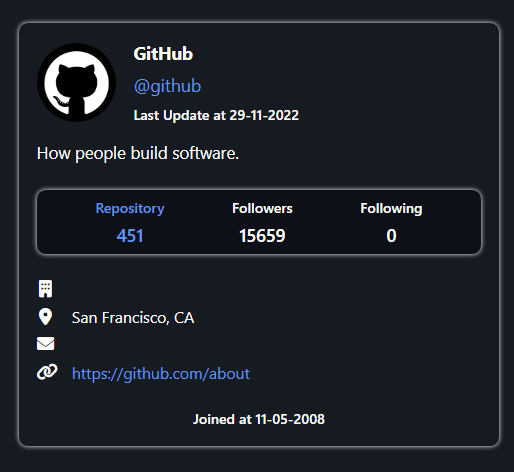 GitHub
@github
Last Update at 29-11-2022
How people build software.
Repository Followers Following
451 15659 0
San Francisco, CA
https://github.com/about
Joined at 11-05-2008